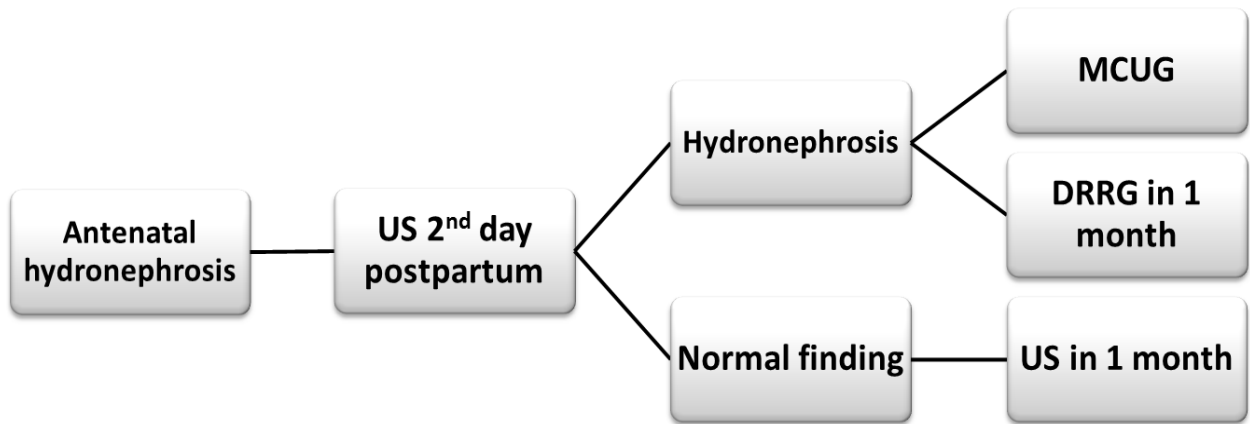 Antenatal
hydronephrosis
US 2nd day
postpartum
Hydronephrosis
MCUG
DRRG in 1
month
Normal finding
US in 1 month